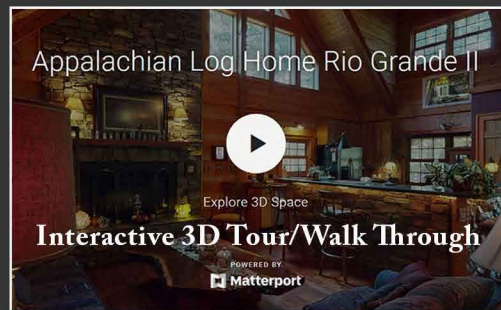 Appalachian Log Home Rio Grande II
Explore 3D Space
Interactive 3D Tour/Walk Through
POWERED BY
Matterport